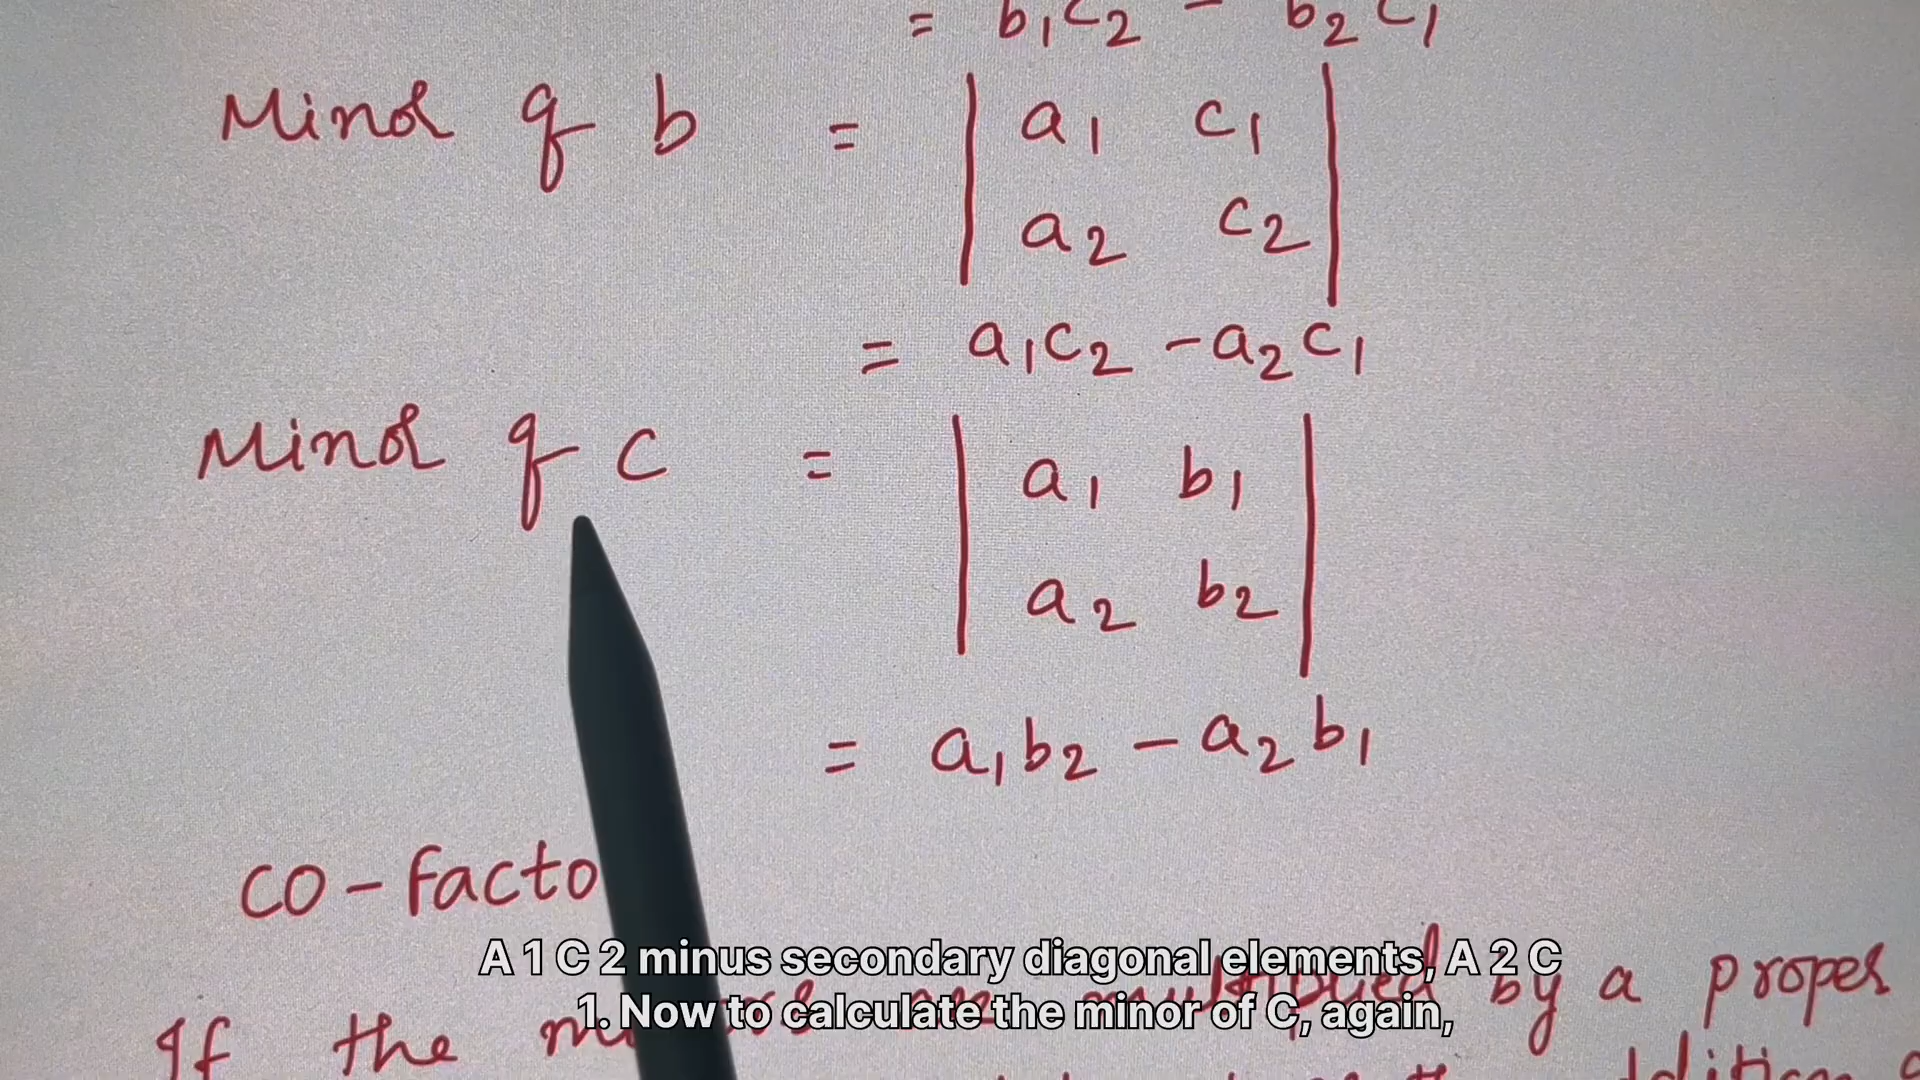 = b₁c₂ - b₂c₁
Minor of b = | a₁ c₁ |
| a₂ c₂ |
= a₁c₂ - a₂c₁
Minor of c = | a₁ b₁ |
| a₂ b₂ |
= a₁b₂ - a₂b₁
co-facto
If the multiplied by a proper
A 1 C 2 minus secondary diagonal elements, A 2 C
1. Now to calculate the minor of C, again,